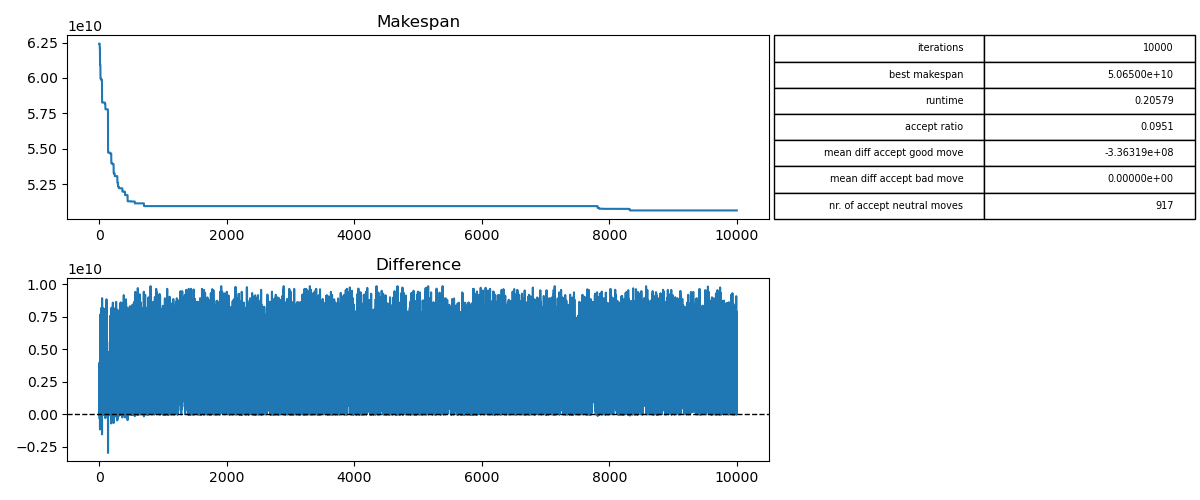 Makespan
1e10
6.25
6.00
5.75
5.50
5.25
0 2000 4000 6000 8000 10000
iterations 10000
best makespan 5.06500e+10
runtime 0.20579
accept ratio 0.0951
mean diff accept good move -3.36319e+08
mean diff accept bad move 0.00000e+00
nr. of accept neutral moves 917
Difference
1e10
1.00
0.75
0.50
0.25
0.00
−0.25
0 2000 4000 6000 8000 10000